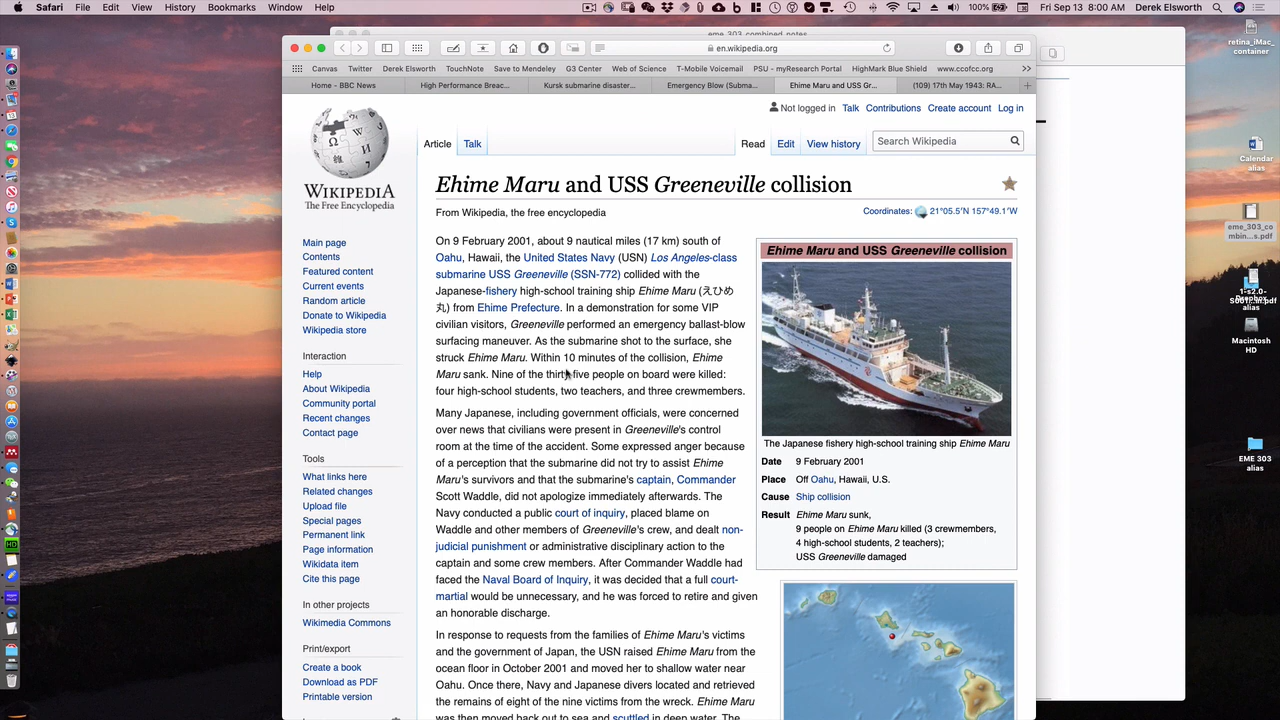 Safari File Edit View History Bookmarks Window Help 100% Fri Sep 13 8:00 AM Derek Elsworth
eme_303_combined_notes
en.wikipedia.org
Canvas Twitter Derek Elsworth TouchNote Save to Mendeley G3 Center Web of Science T-Mobile Voicemail PSU - myResearch Portal HighMark Blue Shield www.ccofcc.org
Home - BBC News High Performance Breac... Kursk submarine disaster... Emergency Blow (Subma... Ehime Maru and USS Gr... (109) 17th May 1943: RA...
Not logged in Talk Contributions Create account Log in
Article Talk Read Edit View history Search Wikipedia
WIKIPEDIA
The Free Encyclopedia
Main page
Contents
Featured content
Current events
Random article
Donate to Wikipedia
Wikipedia store
Interaction
Help
About Wikipedia
Community portal
Recent changes
Contact page
Tools
What links here
Related changes
Upload file
Special pages
Permanent link
Page information
Wikidata item
Cite this page
In other projects
Wikimedia Commons
Print/export
Create a book
Download as PDF
Printable version
Ehime Maru and USS Greeneville collision
From Wikipedia, the free encyclopedia
Coordinates: 21°05.5′N 157°49.1′W
On 9 February 2001, about 9 nautical miles (17 km) south of
Oahu, Hawaii, the United States Navy (USN) Los Angeles-class
submarine USS Greeneville (SSN-772) collided with the
Japanese-fishery high-school training ship Ehime Maru (えひめ
丸) from Ehime Prefecture. In a demonstration for some VIP
civilian visitors, Greeneville performed an emergency ballast-blow
surfacing maneuver. As the submarine shot to the surface, she
struck Ehime Maru. Within 10 minutes of the collision, Ehime
Maru sank. Nine of the thirty-five people on board were killed:
four high-school students, two teachers, and three crewmembers.
Many Japanese, including government officials, were concerned
over news that civilians were present in Greeneville's control
room at the time of the accident. Some expressed anger because
of a perception that the submarine did not try to assist Ehime
Maru's survivors and that the submarine's captain, Commander
Scott Waddle, did not apologize immediately afterwards. The
Navy conducted a public court of inquiry, placed blame on
Waddle and other members of Greeneville's crew, and dealt non-
judicial punishment or administrative disciplinary action to the
captain and some crew members. After Commander Waddle had
faced the Naval Board of Inquiry, it was decided that a full court-
martial would be unnecessary, and he was forced to retire and given
an honorable discharge.
In response to requests from the families of Ehime Maru's victims
and the government of Japan, the USN raised Ehime Maru from the
ocean floor in October 2001 and moved her to shallow water near
Oahu. Once there, Navy and Japanese divers located and retrieved
the remains of eight of the nine victims from the wreck. Ehime Maru
was then moved back out to sea and scuttled in deep water. The
Ehime Maru and USS Greeneville collision
The Japanese fishery high-school training ship Ehime Maru
Date 9 February 2001
Place Off Oahu, Hawaii, U.S.
Cause Ship collision
Result Ehime Maru sunk,
9 people on Ehime Maru killed (3 crewmembers,
4 high-school students, 2 teachers);
USS Greeneville damaged
retina_iMac_
container
Calendar
alias
eme_303_co
mbin...s.pdf
Macintosh
HD
EME 303
alias